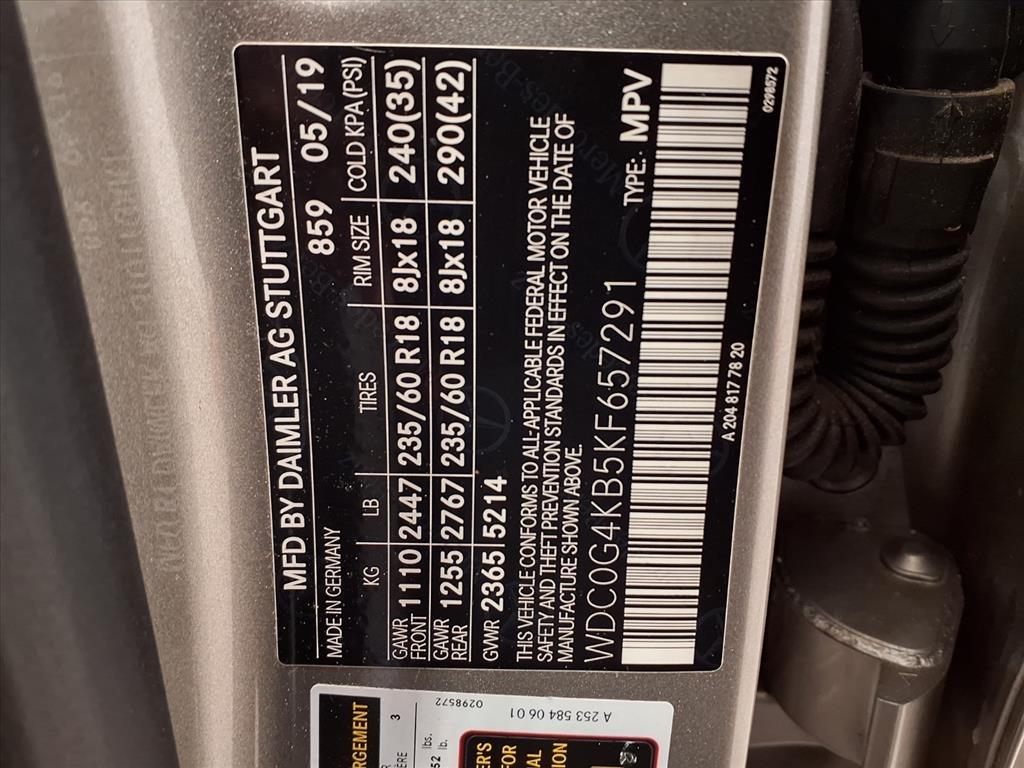 MFD BY DAIMLER AG STUTTGART
MADE IN GERMANY 859 05/19
KG LB TIRES RIM SIZE COLD KPA (PSI)
GAWR FRONT 1110 2447 235/60 R18 8Jx18 240(35)
GAWR REAR 1255 2767 235/60 R18 8Jx18 290(42)
GWR 2365 5214
THIS VEHICLE CONFORMS TO ALL APPLICABLE FEDERAL MOTOR VEHICLE
SAFETY AND THEFT PREVENTION STANDARDS IN EFFECT ON THE DATE OF
MANUFACTURE SHOWN ABOVE.
WDC0G4KB5KF657291 TYPE: MPV
A 204 817 78 20
0298572
A 253 584 06 01
0298572
3
lbs.
52 lb.